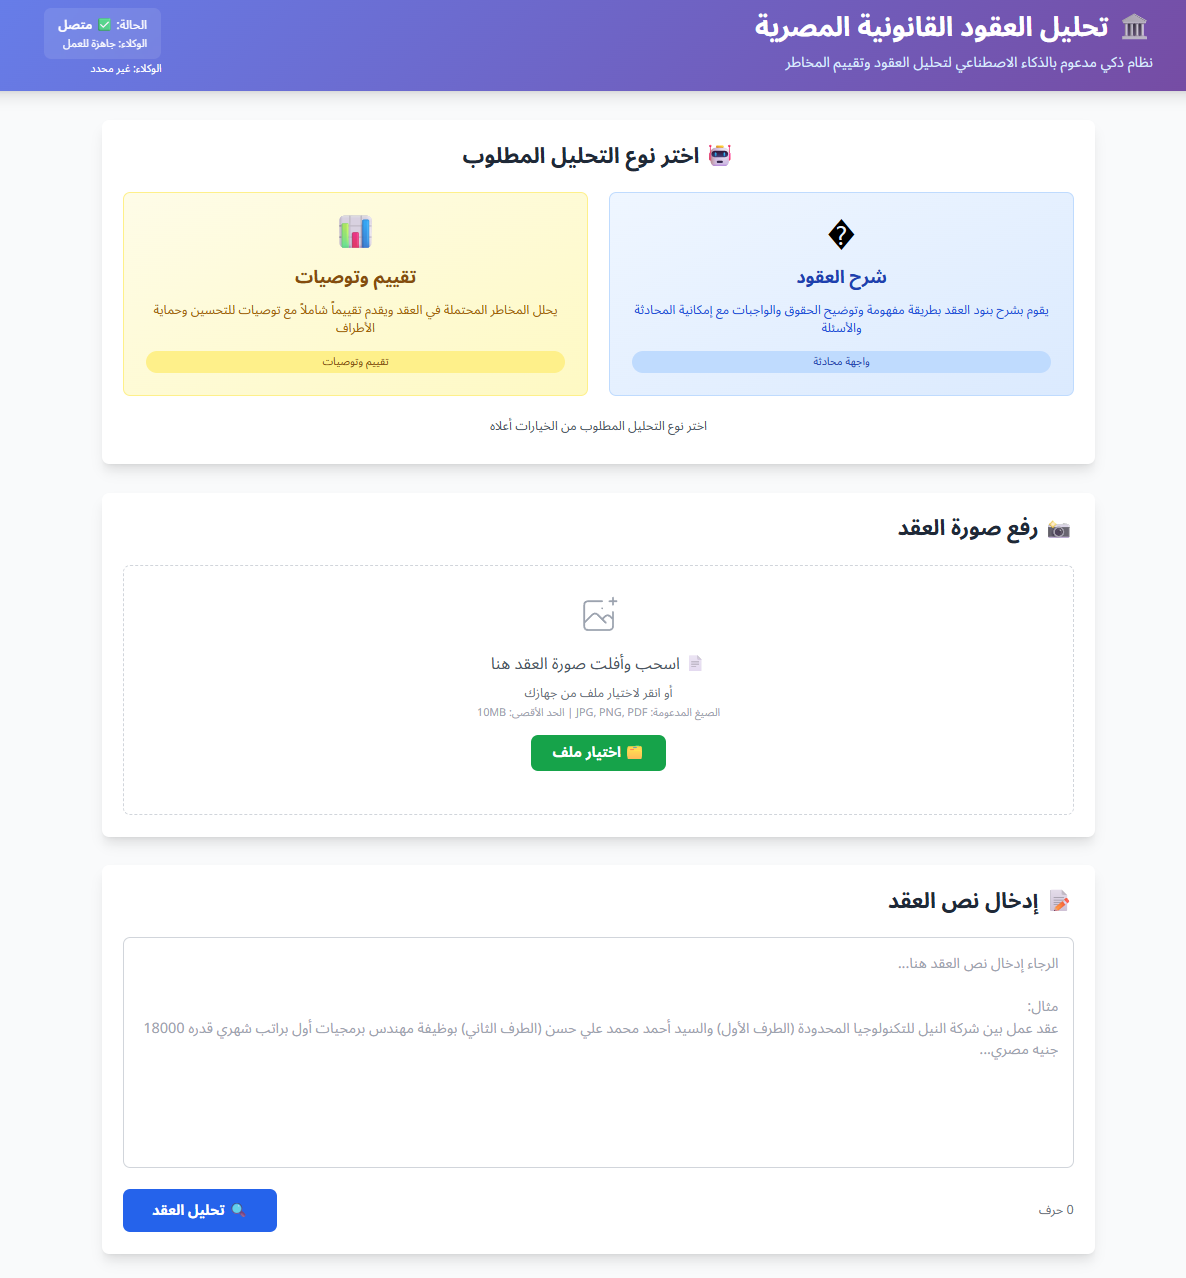 🏛️ تحليل العقود القانونية المصرية
نظام ذكي مدعوم بالذكاء الاصطناعي لتحليل العقود وتقييم المخاطر
الحالة: ✅ متصل
الوكلاء: جاهزة للعمل
الوكلاء: غير محدد
🤖 اختر نوع التحليل المطلوب
�
شرح العقود
يقوم بشرح بنود العقد بطريقة مفهومة وتوضيح الحقوق والواجبات مع إمكانية المحادثة
والأسئلة
واجهة محادثة
📊
تقييم وتوصيات
يحلل المخاطر المحتملة في العقد ويقدم تقييماً شاملاً مع توصيات للتحسين وحماية
الأطراف
تقييم وتوصيات
اختر نوع التحليل المطلوب من الخيارات أعلاه
📸 رفع صورة العقد
📄 اسحب وأفلت صورة العقد هنا
أو انقر لاختيار ملف من جهازك
الصيغ المدعومة: JPG, PNG, PDF | الحد الأقصى: 10MB
🗂️ اختيار ملف
📝 إدخال نص العقد
الرجاء إدخال نص العقد هنا...
مثال:
عقد عمل بين شركة النيل للتكنولوجيا المحدودة (الطرف الأول) والسيد أحمد محمد علي حسن (الطرف الثاني) بوظيفة مهندس برمجيات أول براتب شهري قدره 18000
جنيه مصري...
0 حرف
🔍 تحليل العقد